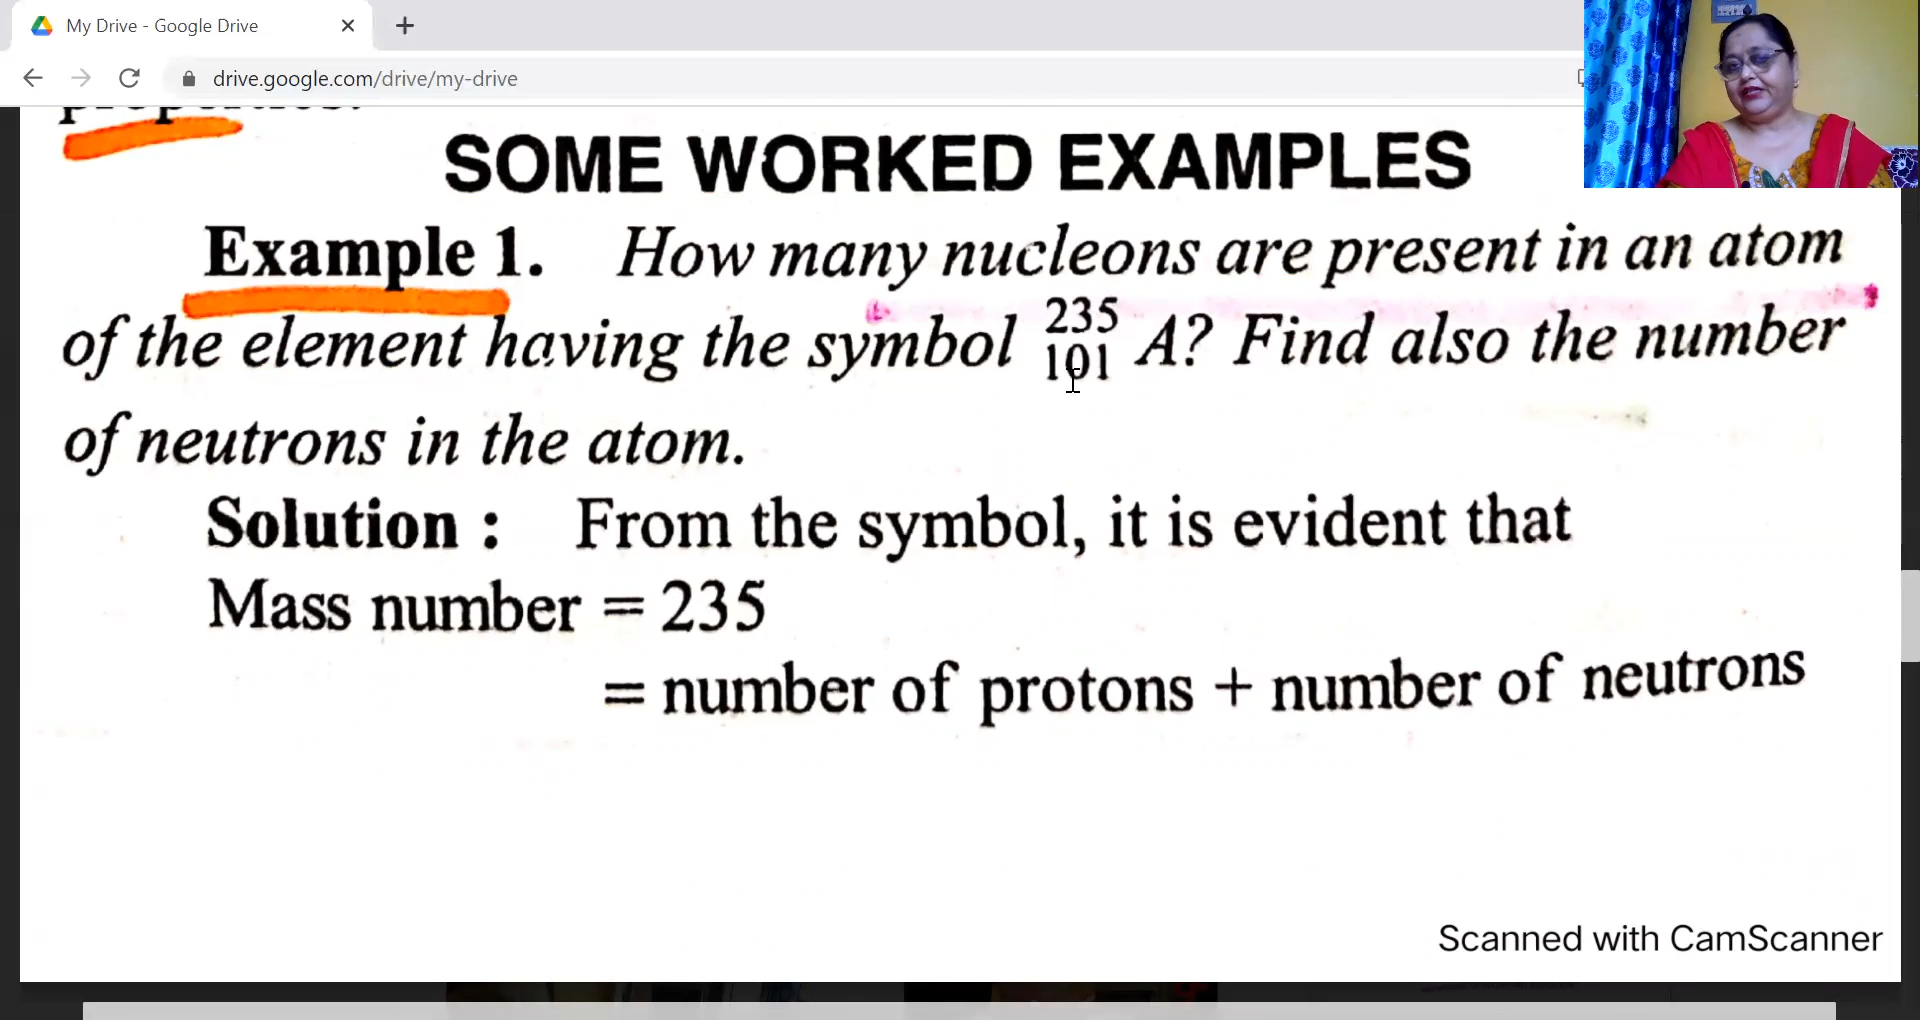 My Drive - Google Drive
drive.google.com/drive/my-drive
properties.
SOME WORKED EXAMPLES
Example 1. How many nucleons are present in an atom
of the element having the symbol ²³⁵₁₀₁ A? Find also the number
of neutrons in the atom.
Solution : From the symbol, it is evident that
Mass number = 235
= number of protons + number of neutrons
Scanned with CamScanner